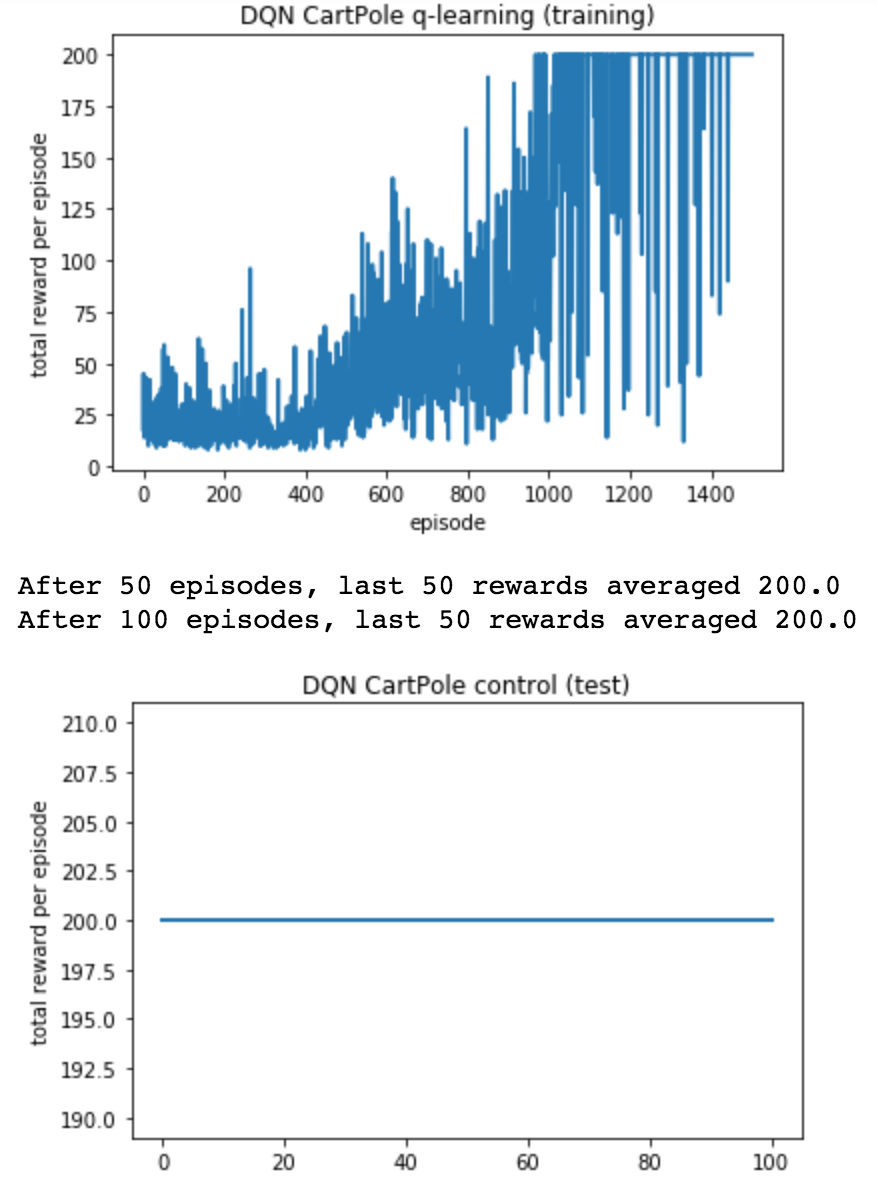 DQN CartPole q-learning (training)
200
175
150
125
100
75
50
25
0
total reward per episode
0 200 400 600 800 1000 1200 1400
episode
After 50 episodes, last 50 rewards averaged 200.0
After 100 episodes, last 50 rewards averaged 200.0
DQN CartPole control (test)
210.0
207.5
205.0
202.5
200.0
197.5
195.0
192.5
190.0
total reward per episode
0 20 40 60 80 100